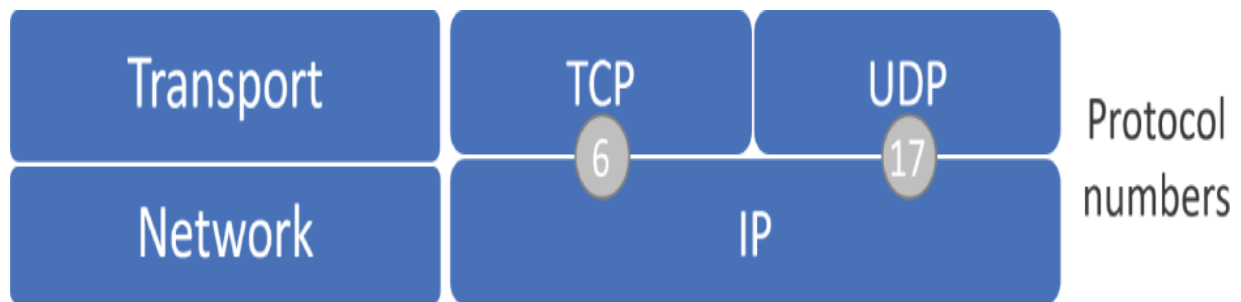 Transport
TCP
UDP
6
17
Protocol
numbers
Network
IP